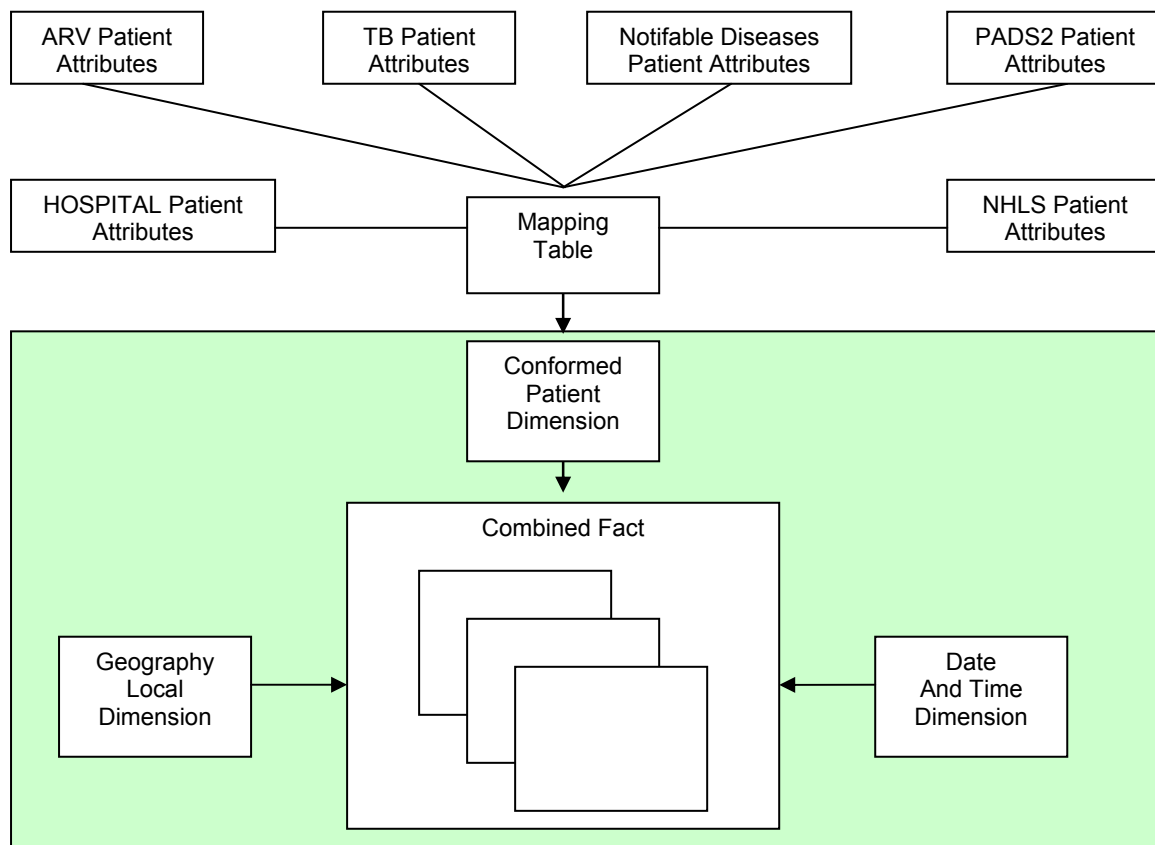 ARV Patient
Attributes
TB Patient
Attributes
Notifable Diseases
Patient Attributes
PADS2 Patient
Attributes
HOSPITAL Patient
Attributes
Mapping
Table
NHLS Patient
Attributes
Conformed
Patient
Dimension
Combined Fact
Geography
Local
Dimension
Date
And Time
Dimension